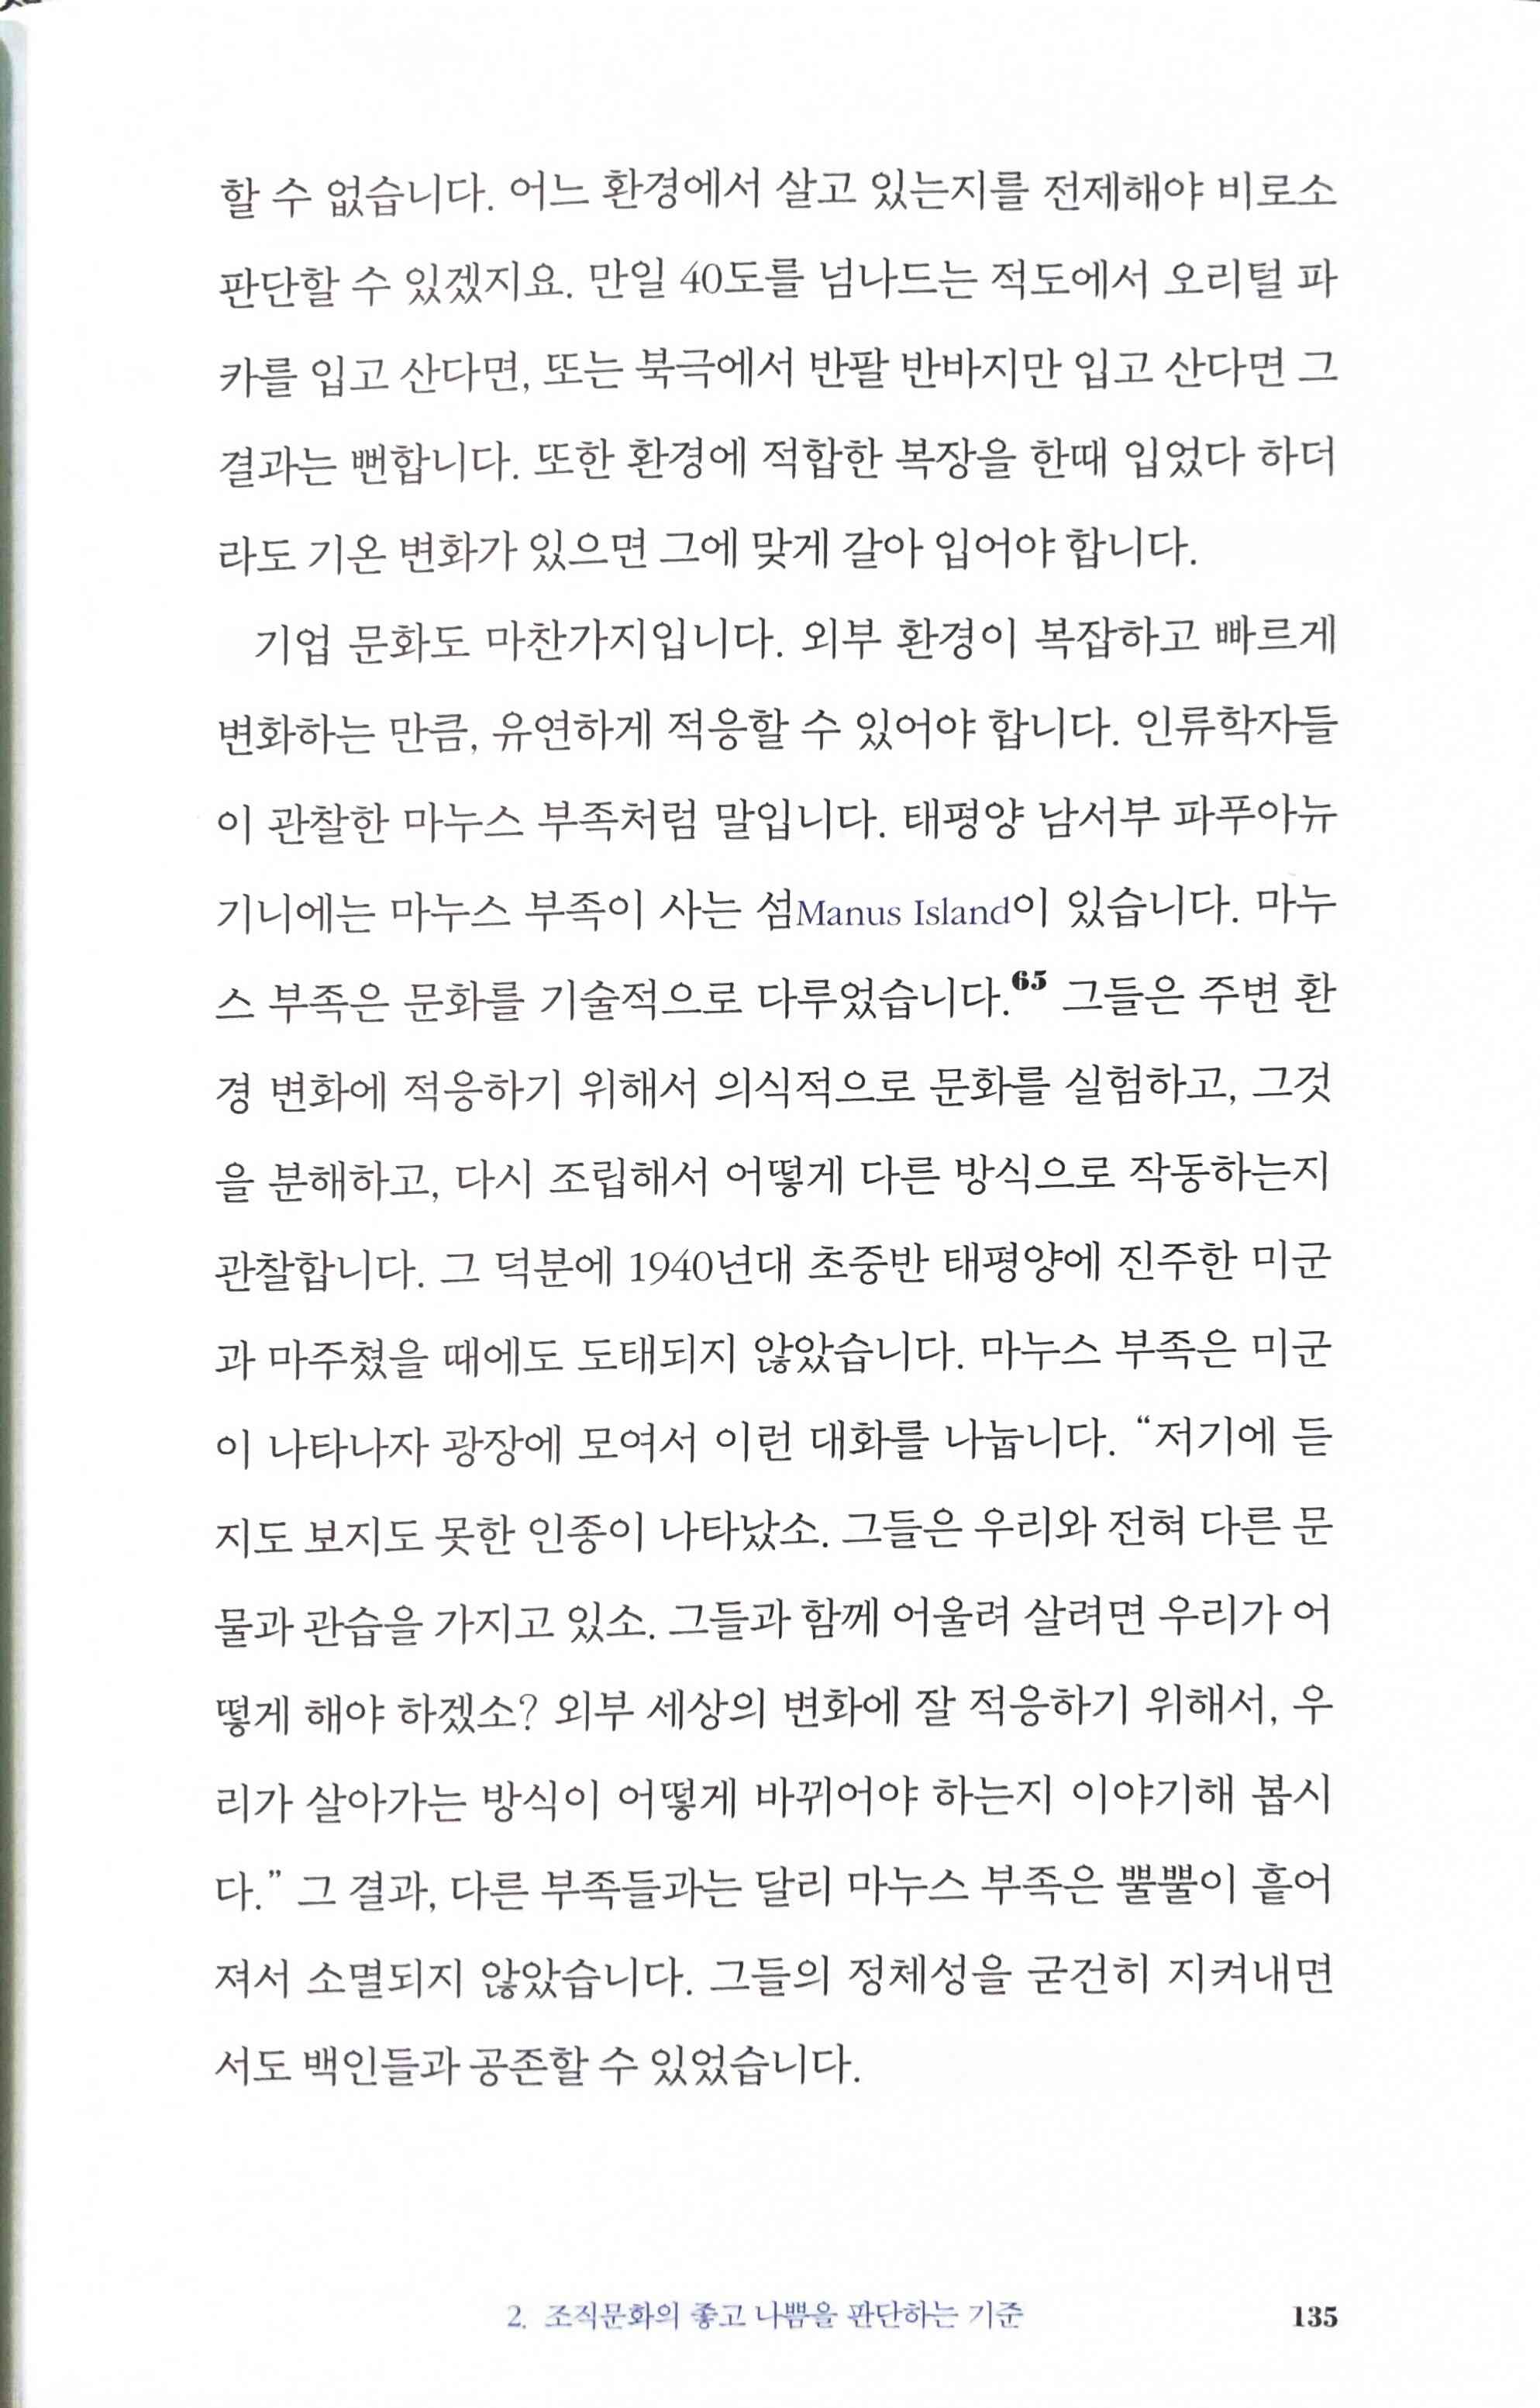 할 수 없습니다. 어느 환경에서 살고 있는지를 전제해야 비로소
판단할 수 있겠지요. 만일 40도를 넘나드는 적도에서 오리털 파
카를 입고 산다면, 또는 북극에서 반팔 반바지만 입고 산다면 그
결과는 뻔합니다. 또한 환경에 적합한 복장을 한때 입었다 하더
라도 기온 변화가 있으면 그에 맞게 갈아 입어야 합니다.
기업 문화도 마찬가지입니다. 외부 환경이 복잡하고 빠르게
변화하는 만큼, 유연하게 적응할 수 있어야 합니다. 인류학자들
이 관찰한 마누스 부족처럼 말입니다. 태평양 남서부 파푸아뉴
기니에는 마누스 부족이 사는 섬Manus Island이 있습니다. 마누
스 부족은 문화를 기술적으로 다루었습니다.65 그들은 주변 환
경 변화에 적응하기 위해서 의식적으로 문화를 실험하고, 그것
을 분해하고, 다시 조립해서 어떻게 다른 방식으로 작동하는지
관찰합니다. 그 덕분에 1940년대 초중반 태평양에 진주한 미군
과 마주쳤을 때에도 도태되지 않았습니다. 마누스 부족은 미군
이 나타나자 광장에 모여서 이런 대화를 나눕니다. “저기에 듣
지도 보지도 못한 인종이 나타났소. 그들은 우리와 전혀 다른 문
물과 관습을 가지고 있소. 그들과 함께 어울려 살려면 우리가 어
떻게 해야 하겠소? 외부 세상의 변화에 잘 적응하기 위해서, 우
리가 살아가는 방식이 어떻게 바뀌어야 하는지 이야기해 봅시
다.” 그 결과, 다른 부족들과는 달리 마누스 부족은 뿔뿔이 흩어
져서 소멸되지 않았습니다. 그들의 정체성을 굳건히 지켜내면
서도 백인들과 공존할 수 있었습니다.
2. 조직문화의 좋고 나쁨을 판단하는 기준 135